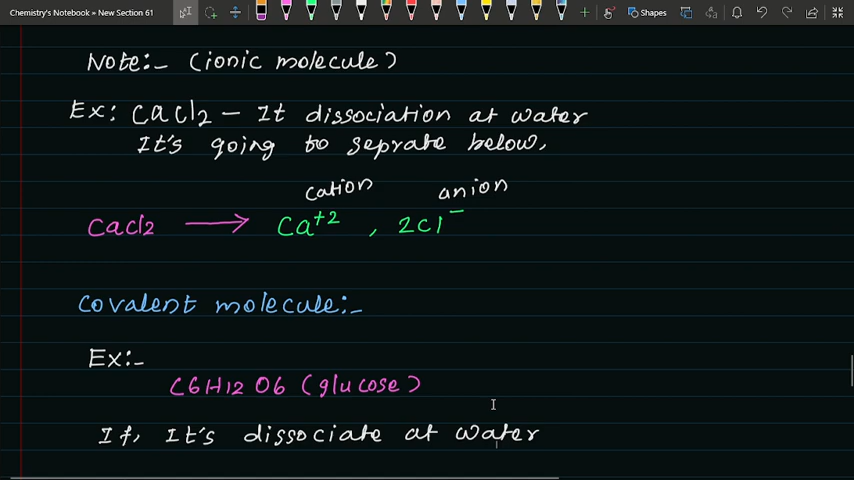 Chemistry's Notebook » New Section 61
Shapes
Note:- (ionic molecule)
Ex: CaCl2 - It dissociation at water
It's going to seprate below,
cation anion
CaCl2 → Ca+2 , 2Cl-
Covalent molecule:-
Ex:-
C6H12O6 (glucose)
If, It's dissociate at water